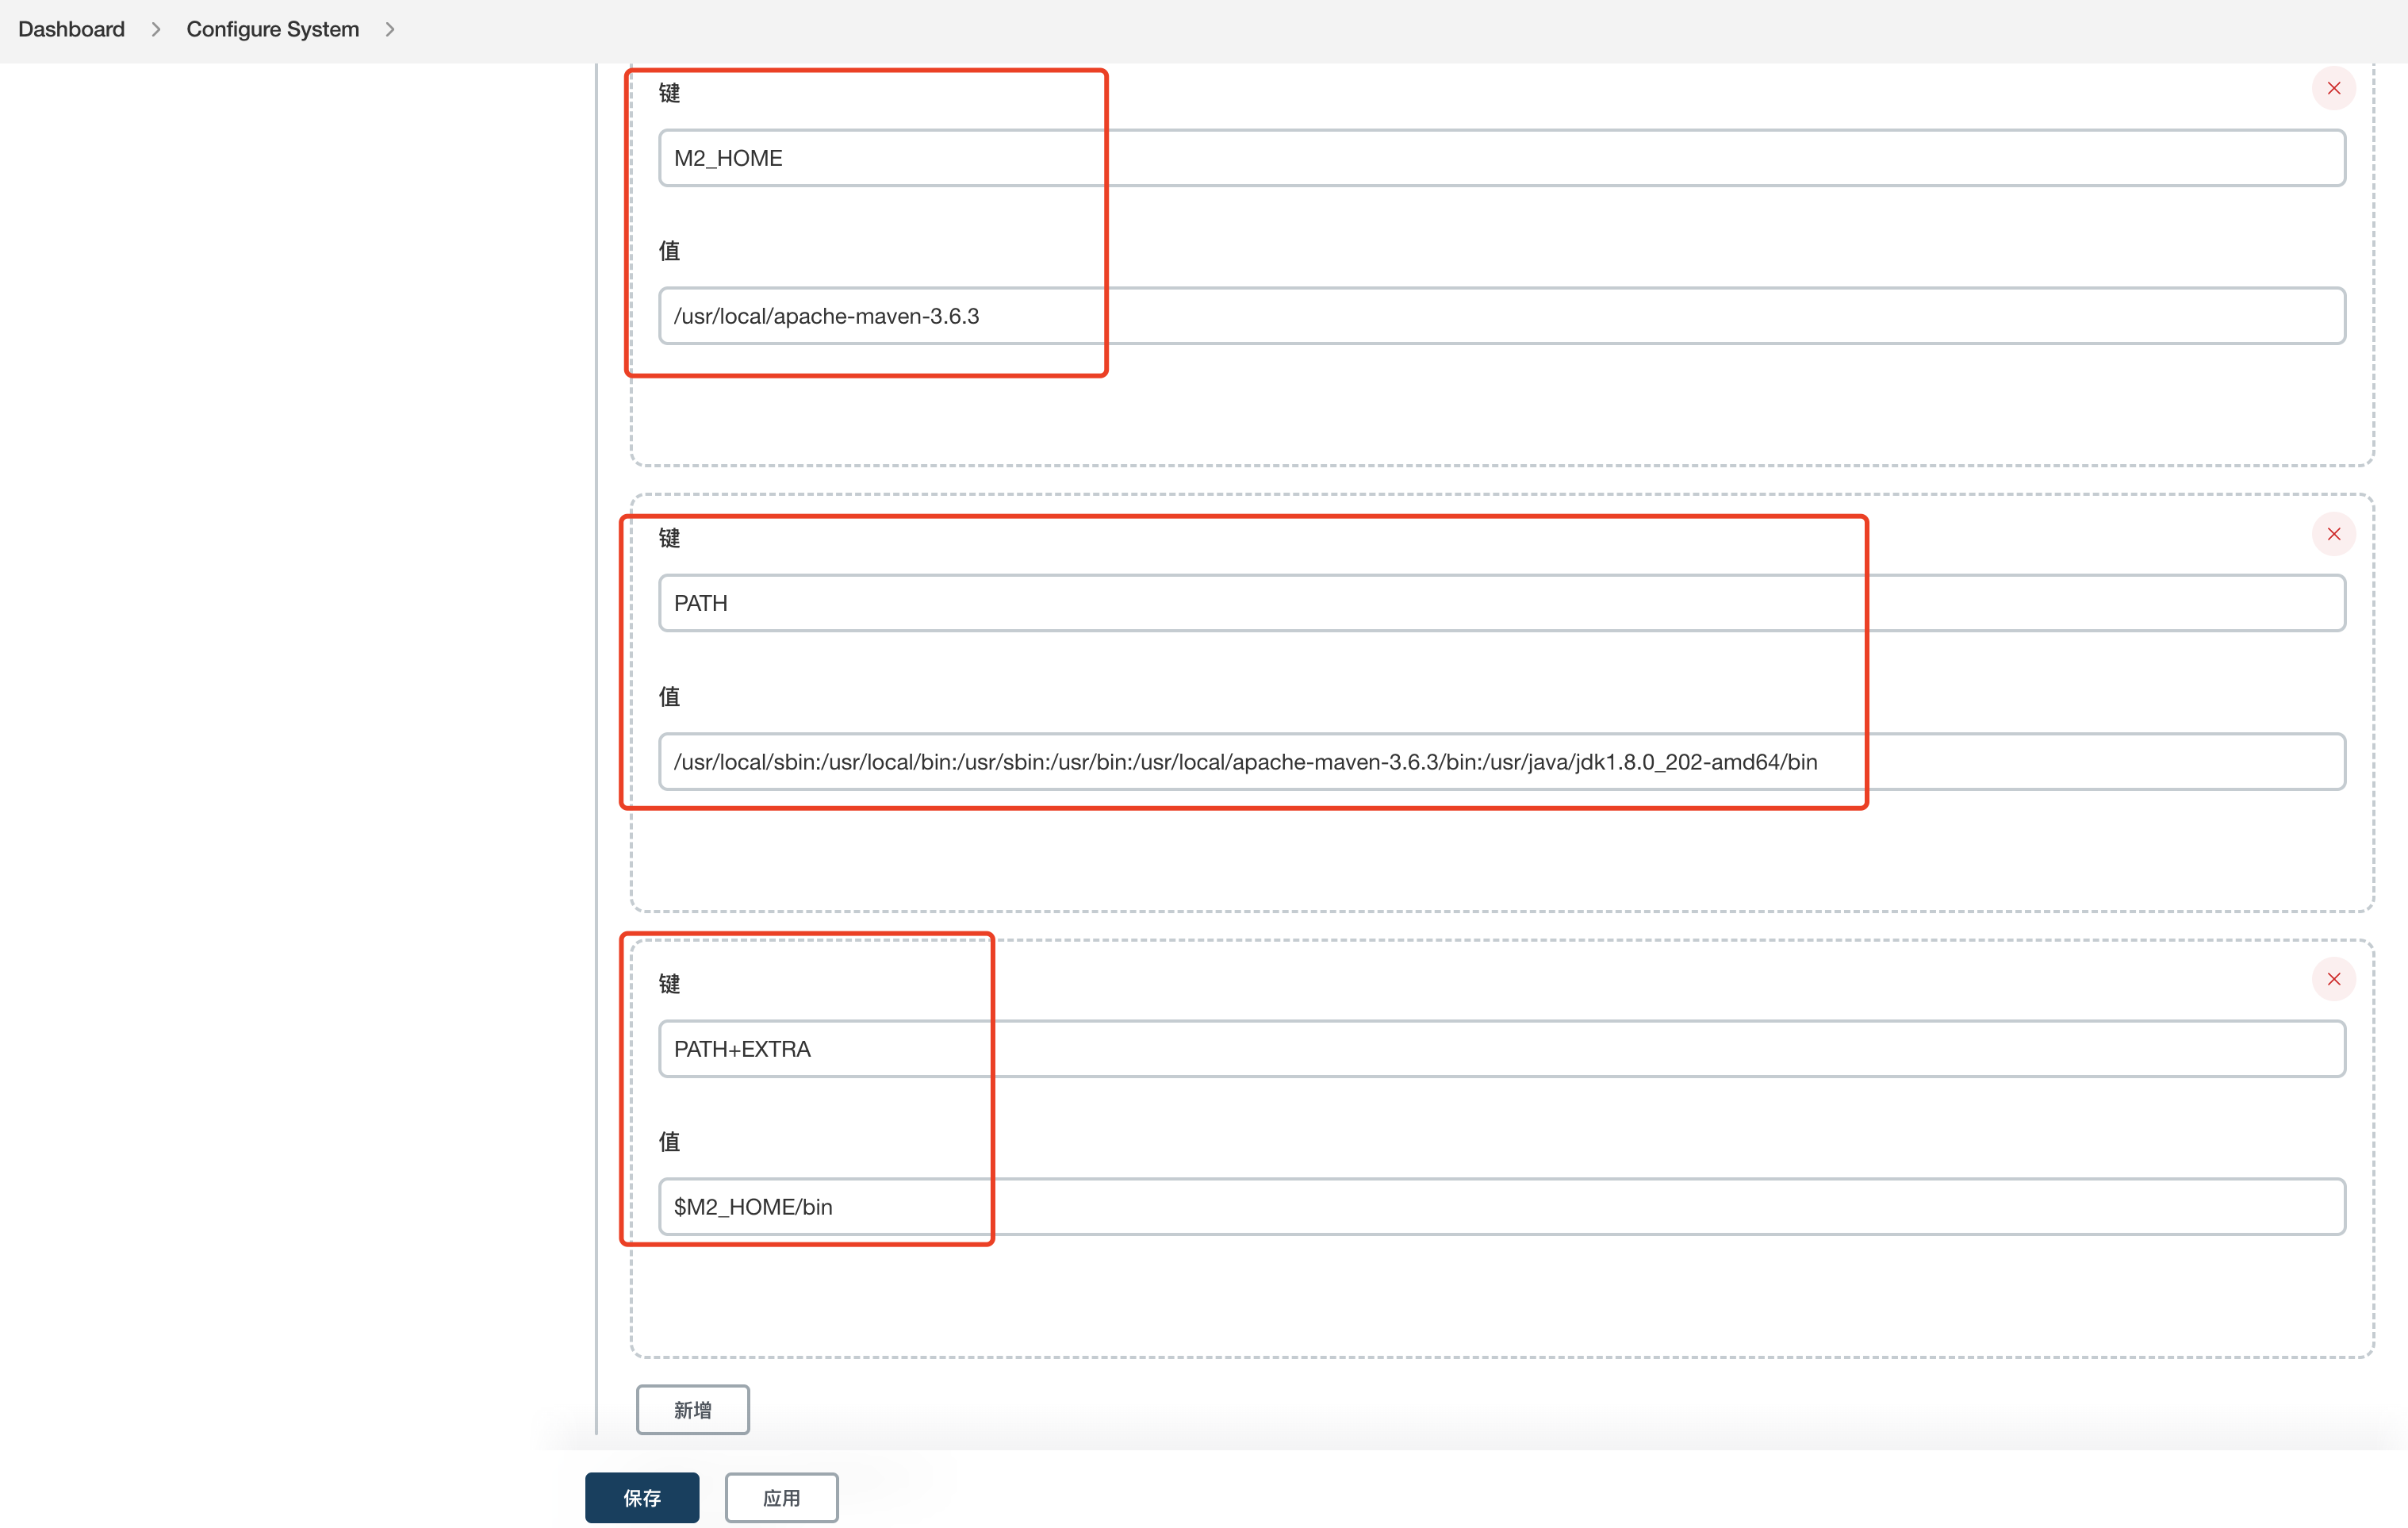 Dashboard
Configure System
键
M2_HOME
值
/usr/local/apache-maven-3.6.3
键
PATH
值
/usr/local/sbin:/usr/local/bin:/usr/sbin:/usr/bin:/usr/local/apache-maven-3.6.3/bin:/usr/java/jdk1.8.0_202-amd64/bin
键
PATH+EXTRA
值
$M2_HOME/bin
新增
保存 应用